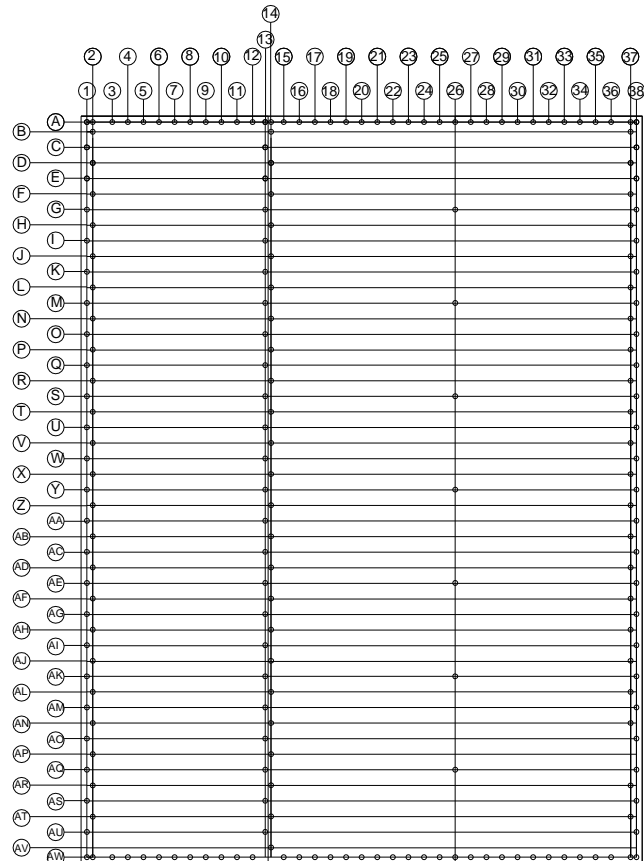 14
13
2 4 6 8 10 12 15 17 19 21 23 25 27 29 31 33 35 37
1 3 5 7 9 11 16 18 20 22 24 26 28 30 32 34 36 38
A
B
C
D
E
F
G
H
I
J
K
L
M
N
O
P
Q
R
S
T
U
V
W
X
Y
Z
AA
AB
AC
AD
AE
AF
AG
AH
AI
AJ
AK
AL
AM
AN
AO
AP
AQ
AR
AS
AT
AU
AV
AW